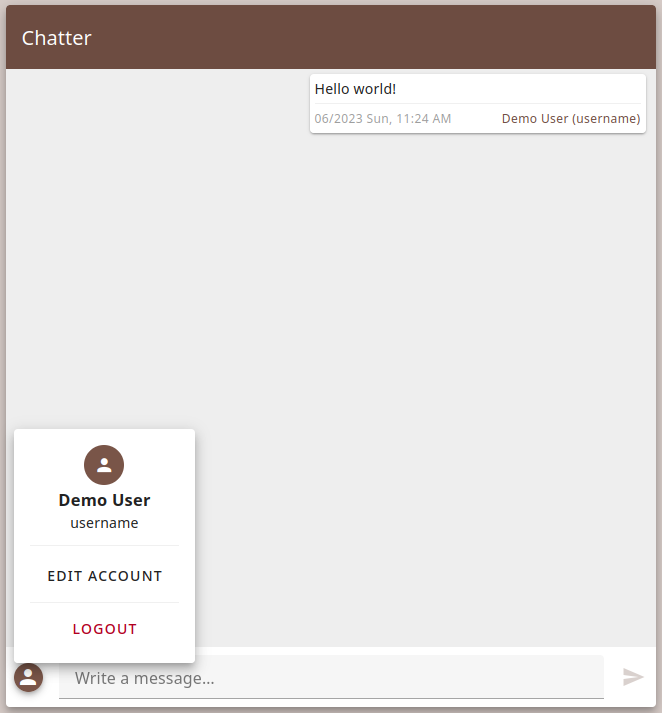 Chatter
Hello world!
06/2023 Sun, 11:24 AM Demo User (username)
Demo User
username
EDIT ACCOUNT
LOGOUT
Write a message...